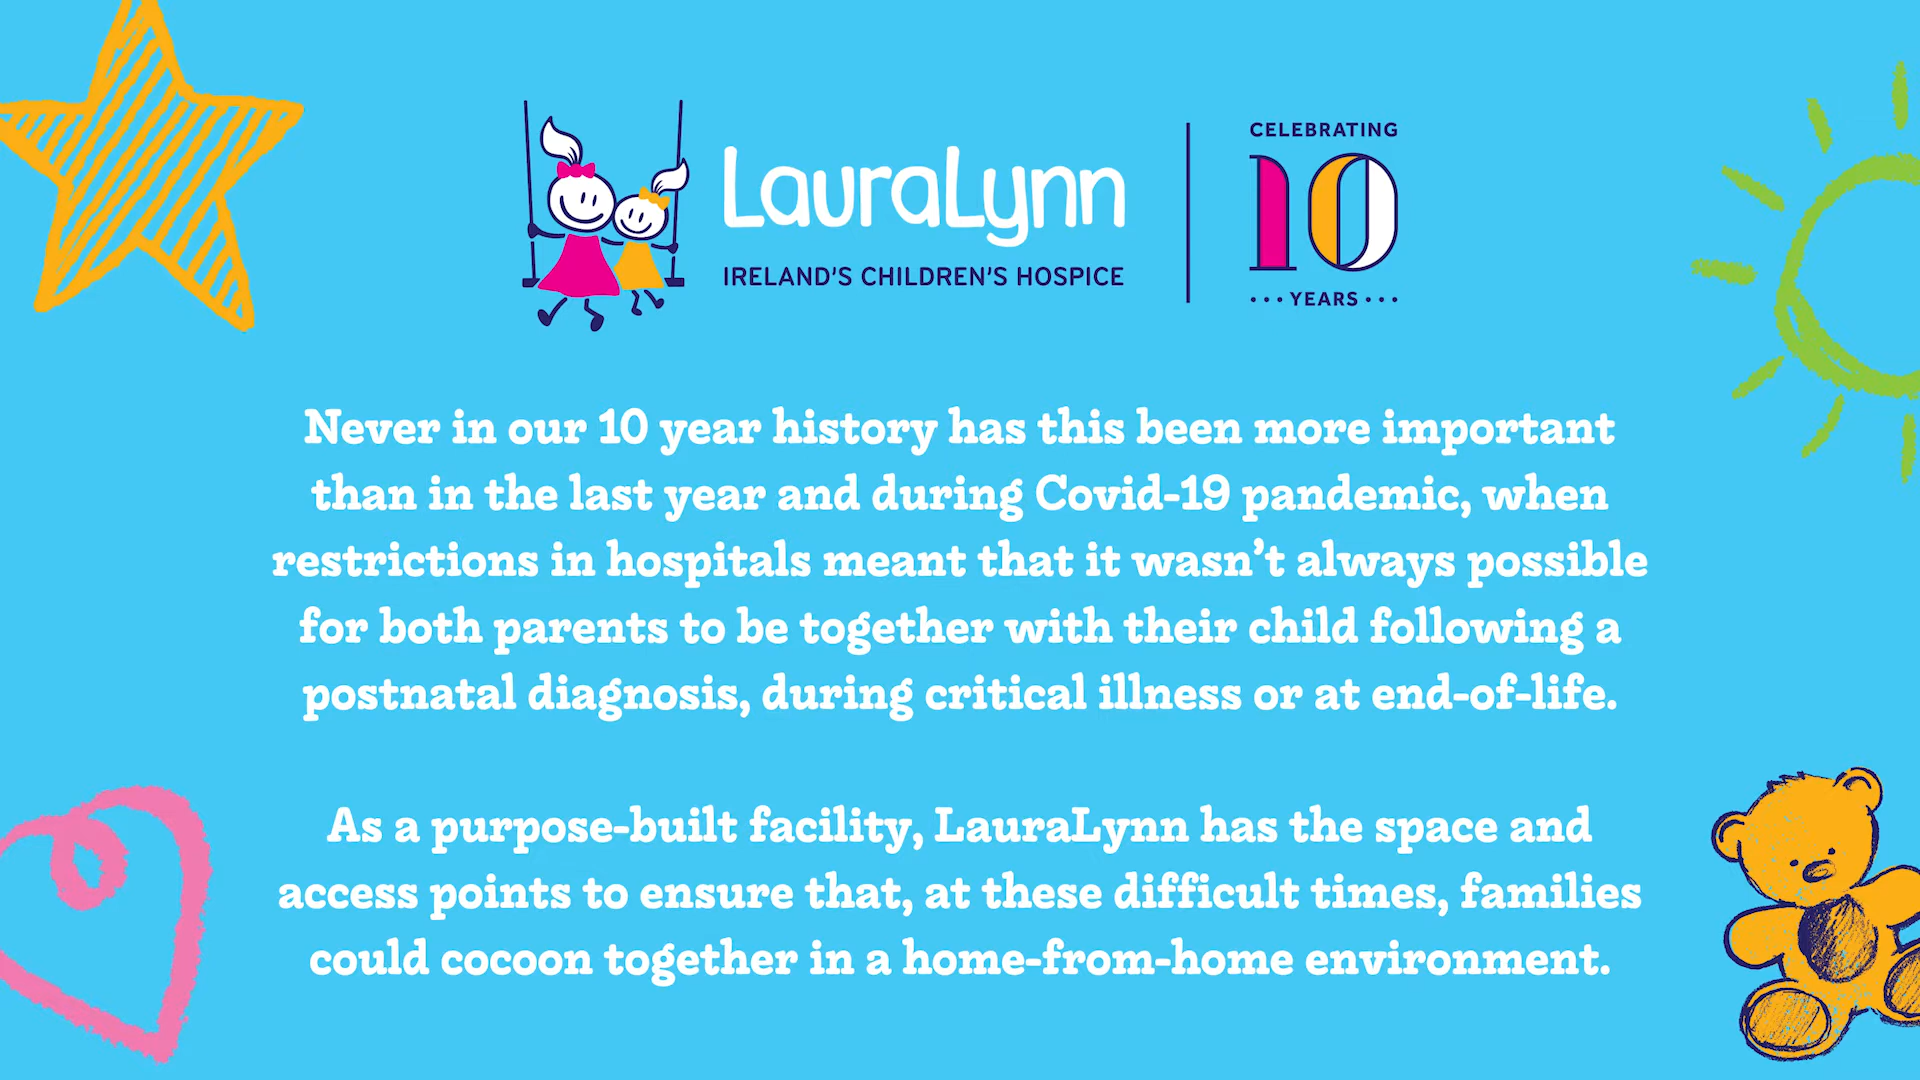 LauraLynn
IRELAND'S CHILDREN'S HOSPICE
CELEBRATING
10
···YEARS···
Never in our 10 year history has this been more important
than in the last year and during Covid-19 pandemic, when
restrictions in hospitals meant that it wasn’t always possible
for both parents to be together with their child following a
postnatal diagnosis, during critical illness or at end-of-life.
As a purpose-built facility, LauraLynn has the space and
access points to ensure that, at these difficult times, families
could cocoon together in a home-from-home environment.